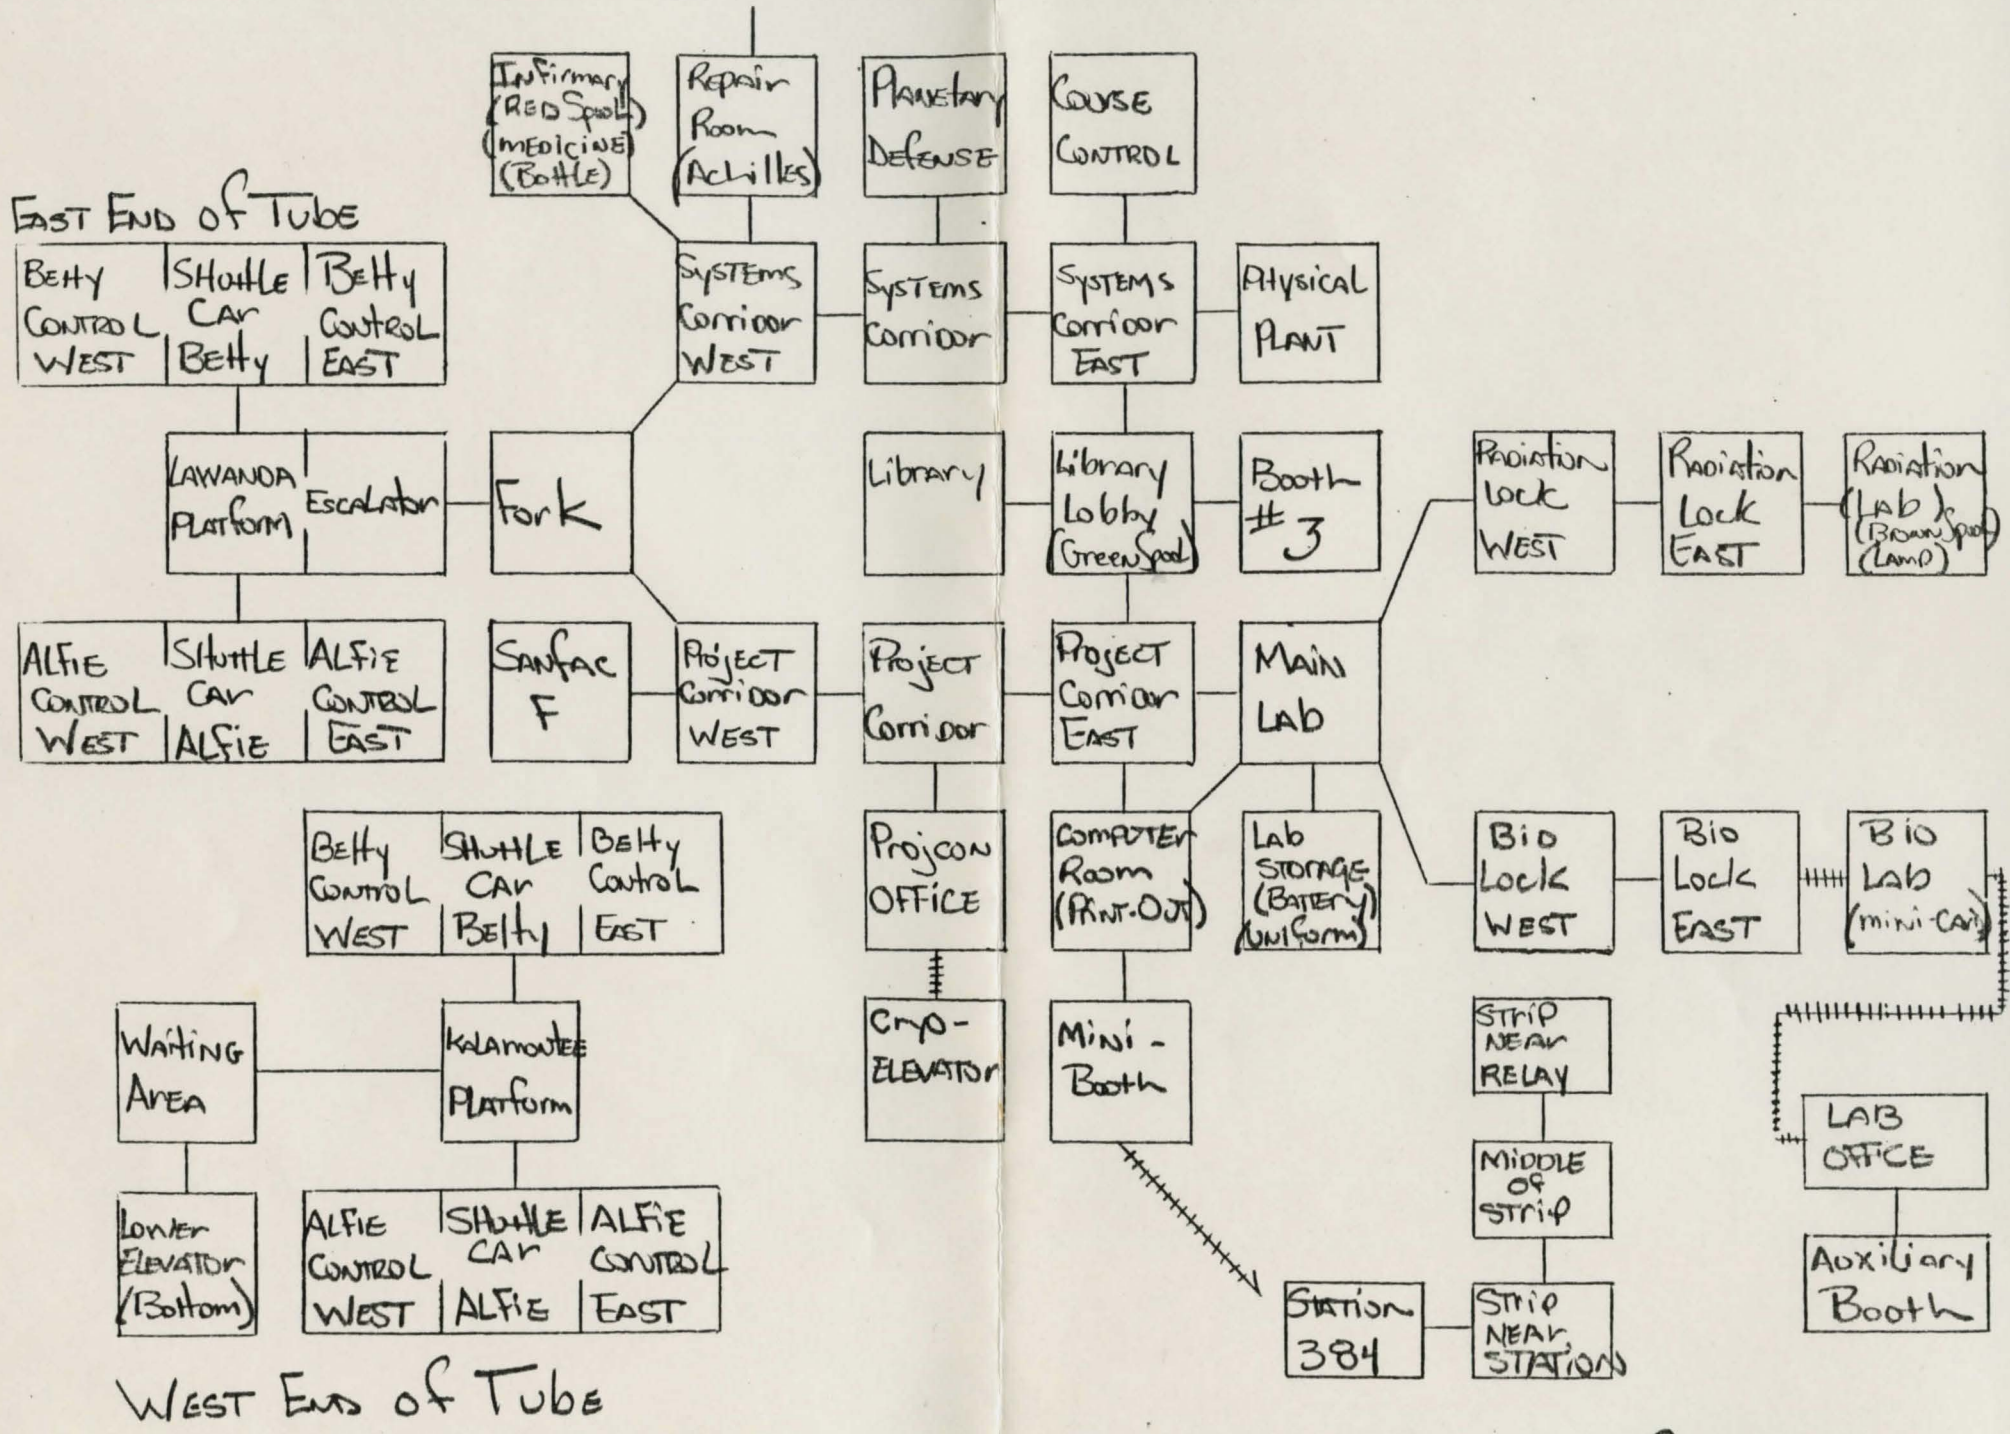 Infirmary
(RED Spool)
(MEDICINE)
(Bottle)
Repair
Room
(Achilles)
PLANETARY
DEFENSE
COURSE
CONTROL
EAST END of Tube
BETTY
CONTROL
WEST
SHUTTLE
CAR
BETTY
BETTY
CONTROL
EAST
SYSTEMS
Corridor
WEST
SYSTEMS
Corridor
SYSTEMS
Corridor
EAST
PHYSICAL
PLANT
LAWANDA
PLATFORM
ESCALATOR
Fork
Library
Library
Lobby
(Green Spool)
Booth
# 3
RADIATION
LOCK
WEST
RADIATION
LOCK
EAST
RADIATION
(LAB)
(Brown Spool)
(LAMP)
ALFIE
CONTROL
WEST
SHUTTLE
CAR
ALFIE
ALFIE
CONTROL
EAST
SANFAC
F
PROJECT
Corridor
WEST
PROJECT
Corridor
PROJECT
Corridor
EAST
MAIN
LAB
BETTY
CONTROL
WEST
SHUTTLE
CAR
BETTY
BETTY
CONTROL
EAST
PROJCON
OFFICE
COMPUTER
Room
(PRINT-OUT)
LAB
STORAGE
(BATTERY)
(UNIFORM)
BIO
LOCK
WEST
BIO
LOCK
EAST
BIO
LAB
(MINI-CARD)
WAITING
AREA
KALAMONTEE
PLATFORM
CRYO-
ELEVATOR
MINI-
Booth
STRIP
NEAR
RELAY
LAB
OFFICE
MIDDLE
OF
STRIP
Lower
ELEVATOR
(Bottom)
ALFIE
CONTROL
WEST
SHUTTLE
CAR
ALFIE
ALFIE
CONTROL
EAST
STATION
384
STRIP
NEAR
STATION
AUXILIARY
Booth
WEST END of Tube